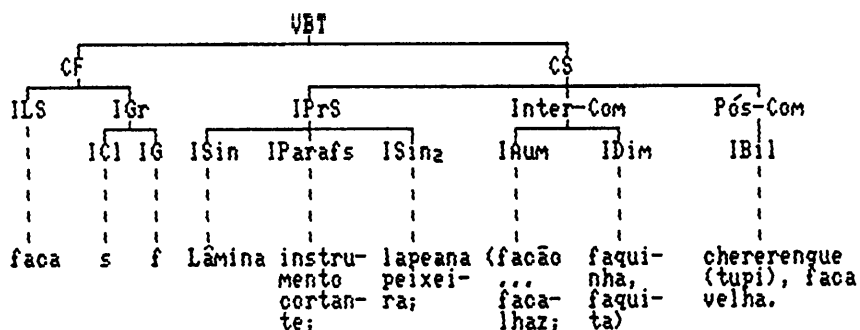 VBT
CF CS
ILS IGr IPrS Inter-Com Pós-Com
ICl IG ISin IParafs ISin2 IAum IDim IBil
faca s f Lâmina instru- lapeana (facão faqui- chererengue
mento peixei- ... nha, (tupi), faca
cortan- ra; faca- faqui- velha.
te; lhaz; ta)